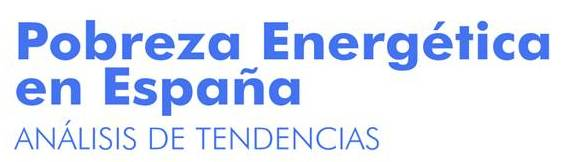 Pobreza Energética
en España
ANÁLISIS DE TENDENCIAS